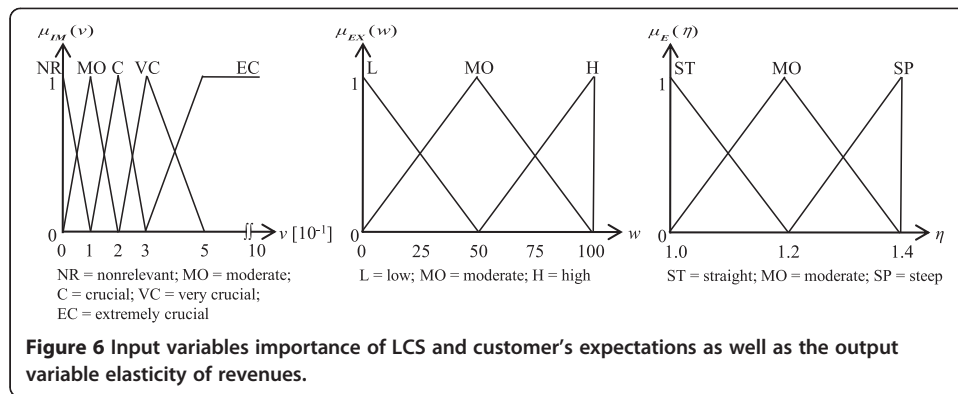 μIM(v)
NR MO C VC EC
1
0
0 1 2 3 5 10 v [10⁻¹]
NR = nonrelevant; MO = moderate;
C = crucial; VC = very crucial;
EC = extremely crucial
μEX(w)
L MO H
1
0
0 25 50 75 100 w
L = low; MO = moderate; H = high
μE(η)
ST MO SP
1
0
1.0 1.2 1.4 η
ST = straight; MO = moderate; SP = steep
Figure 6 Input variables importance of LCS and customer's expectations as well as the output
variable elasticity of revenues.